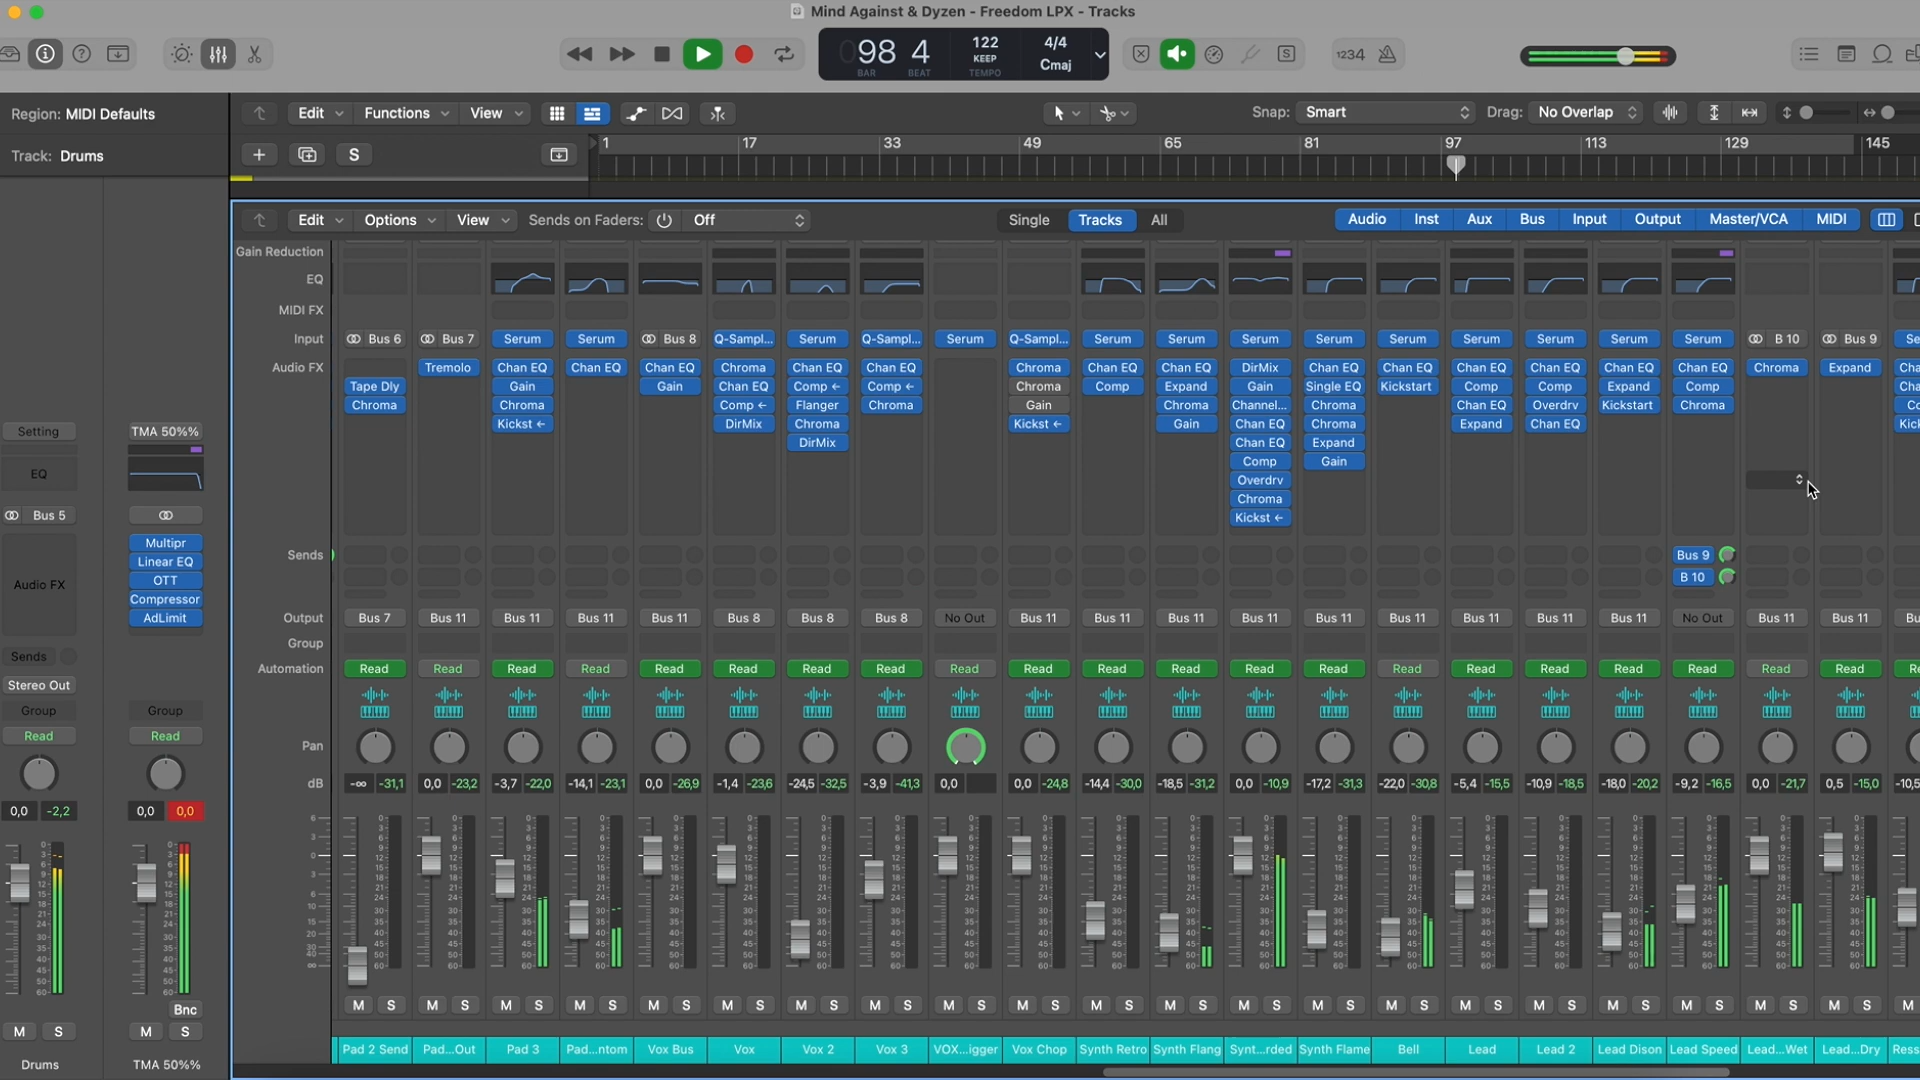 Mind Against & Dyzen - Freedom LPX - Tracks
098 4
BAR BEAT
122
KEEP
TEMPO
4/4
Cmaj
S
1234
Region: MIDI Defaults
Track: Drums
Edit Functions View
Snap: Smart
Drag: No Overlap
S
1 17 33 49 65 81 97 113 129 145
Edit Options View Sends on Faders: Off
Single Tracks All
Audio Inst Aux Bus Input Output Master/VCA MIDI
Gain Reduction
EQ
MIDI FX
Input Bus 6 Bus 7 Serum Serum Bus 8 Q-Sampl... Serum Q-Sampl... Serum Q-Sampl... Serum Serum Serum Serum Serum Serum Serum Serum Serum B 10 Bus 9 Se
Audio FX Tremolo Chan EQ Chan EQ Chan EQ Chroma Chan EQ Chan EQ Chroma Chan EQ Chan EQ DirMix Chan EQ Chan EQ Chan EQ Chan EQ Chan EQ Chan EQ Chroma Expand Cha
Tape Dly Gain Gain Chan EQ Comp ← Comp ← Chroma Comp Expand Gain Single EQ Kickstart Comp Comp Expand Comp Cha
Chroma Chroma Comp ← Flanger Chroma Gain Chroma Channel... Chroma Chan EQ Overdrv Kickstart Chroma Co
Kickst ← DirMix Chroma Kickst ← Gain Chan EQ Chroma Expand Chan EQ Kick
DirMix Chan EQ Expand
Comp Gain
Overdrv
Chroma
Kickst ←
Setting TMA 50%%
EQ
Bus 5
Audio FX
Multipr
Linear EQ
OTT
Compressor
AdLimit
Sends Bus 9
B 10
Output Bus 7 Bus 11 Bus 11 Bus 11 Bus 11 Bus 8 Bus 8 Bus 8 No Out Bus 11 Bus 11 Bus 11 Bus 11 Bus 11 Bus 11 Bus 11 Bus 11 Bus 11 No Out Bus 11 Bus 11 Bu
Group
Automation Read Read Read Read Read Read Read Read Read Read Read Read Read Read Read Read Read Read Read Read Read R
Sends
Stereo Out
Group Group
Read Read
Pan
dB -∞ -31,1 0,0 -23,2 -3,7 -22,0 -14,1 -23,1 0,0 -26,9 -1,4 -23,6 -24,5 -32,5 -3,9 -41,3 0,0 0,0 -24,8 -14,4 -30,0 -18,5 -31,2 0,0 -10,9 -17,2 -31,3 -22,0 -30,8 -5,4 -15,5 -10,9 -18,5 -18,0 -20,2 -9,2 -16,5 0,0 -21,7 0,5 -15,0 -10,5
0,0 -2,2 0,0 0,0
Bnc
M S M S M S M S M S M S M S M S M S M S M S M S M S M S M S M S M S M S M S M S M S M
M S M S
Pad 2 Send Pad...Out Pad 3 Pad...ntom Vox Bus Vox Vox 2 Vox 3 VOX...igger Vox Chop Synth Retro Synth Flang Synt...rded Synth Flame Bell Lead Lead 2 Lead Dison Lead Speed Lead...Wet Lead...Dry Ress
Drums TMA 50%%